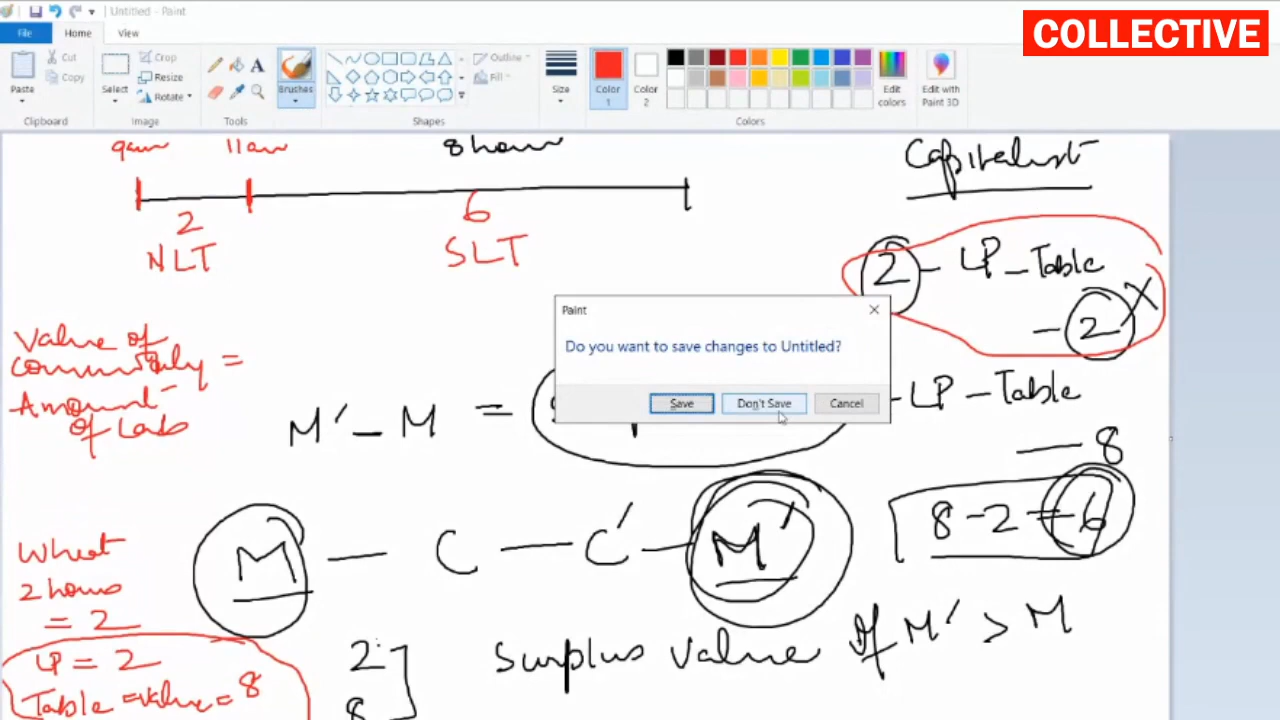 Untitled - Paint
COLLECTIVE
File Home View
Paste
Cut
Copy
Clipboard
Select
Crop
Resize
Rotate
Image
A
Tools
Brushes
Shapes
Outline
Fill
Size
Color 1
Color 2
Colors
Edit colors
Edit with Paint 3D
9am 11am 8 hour
2 6
NLT SLT
Capitalist
2 - LP - Table
- 2 X
Value of
commodity =
Amount
of Lab
Paint
Do you want to save changes to Untitled?
Save Don't Save Cancel
M' - M =
- LP - Table
- 8
8 - 2 = 6
M - C - C' - M'
Wheat
2 hours
= 2
LP = 2
Table = value = 8
2
8
Surplus value of M' > M